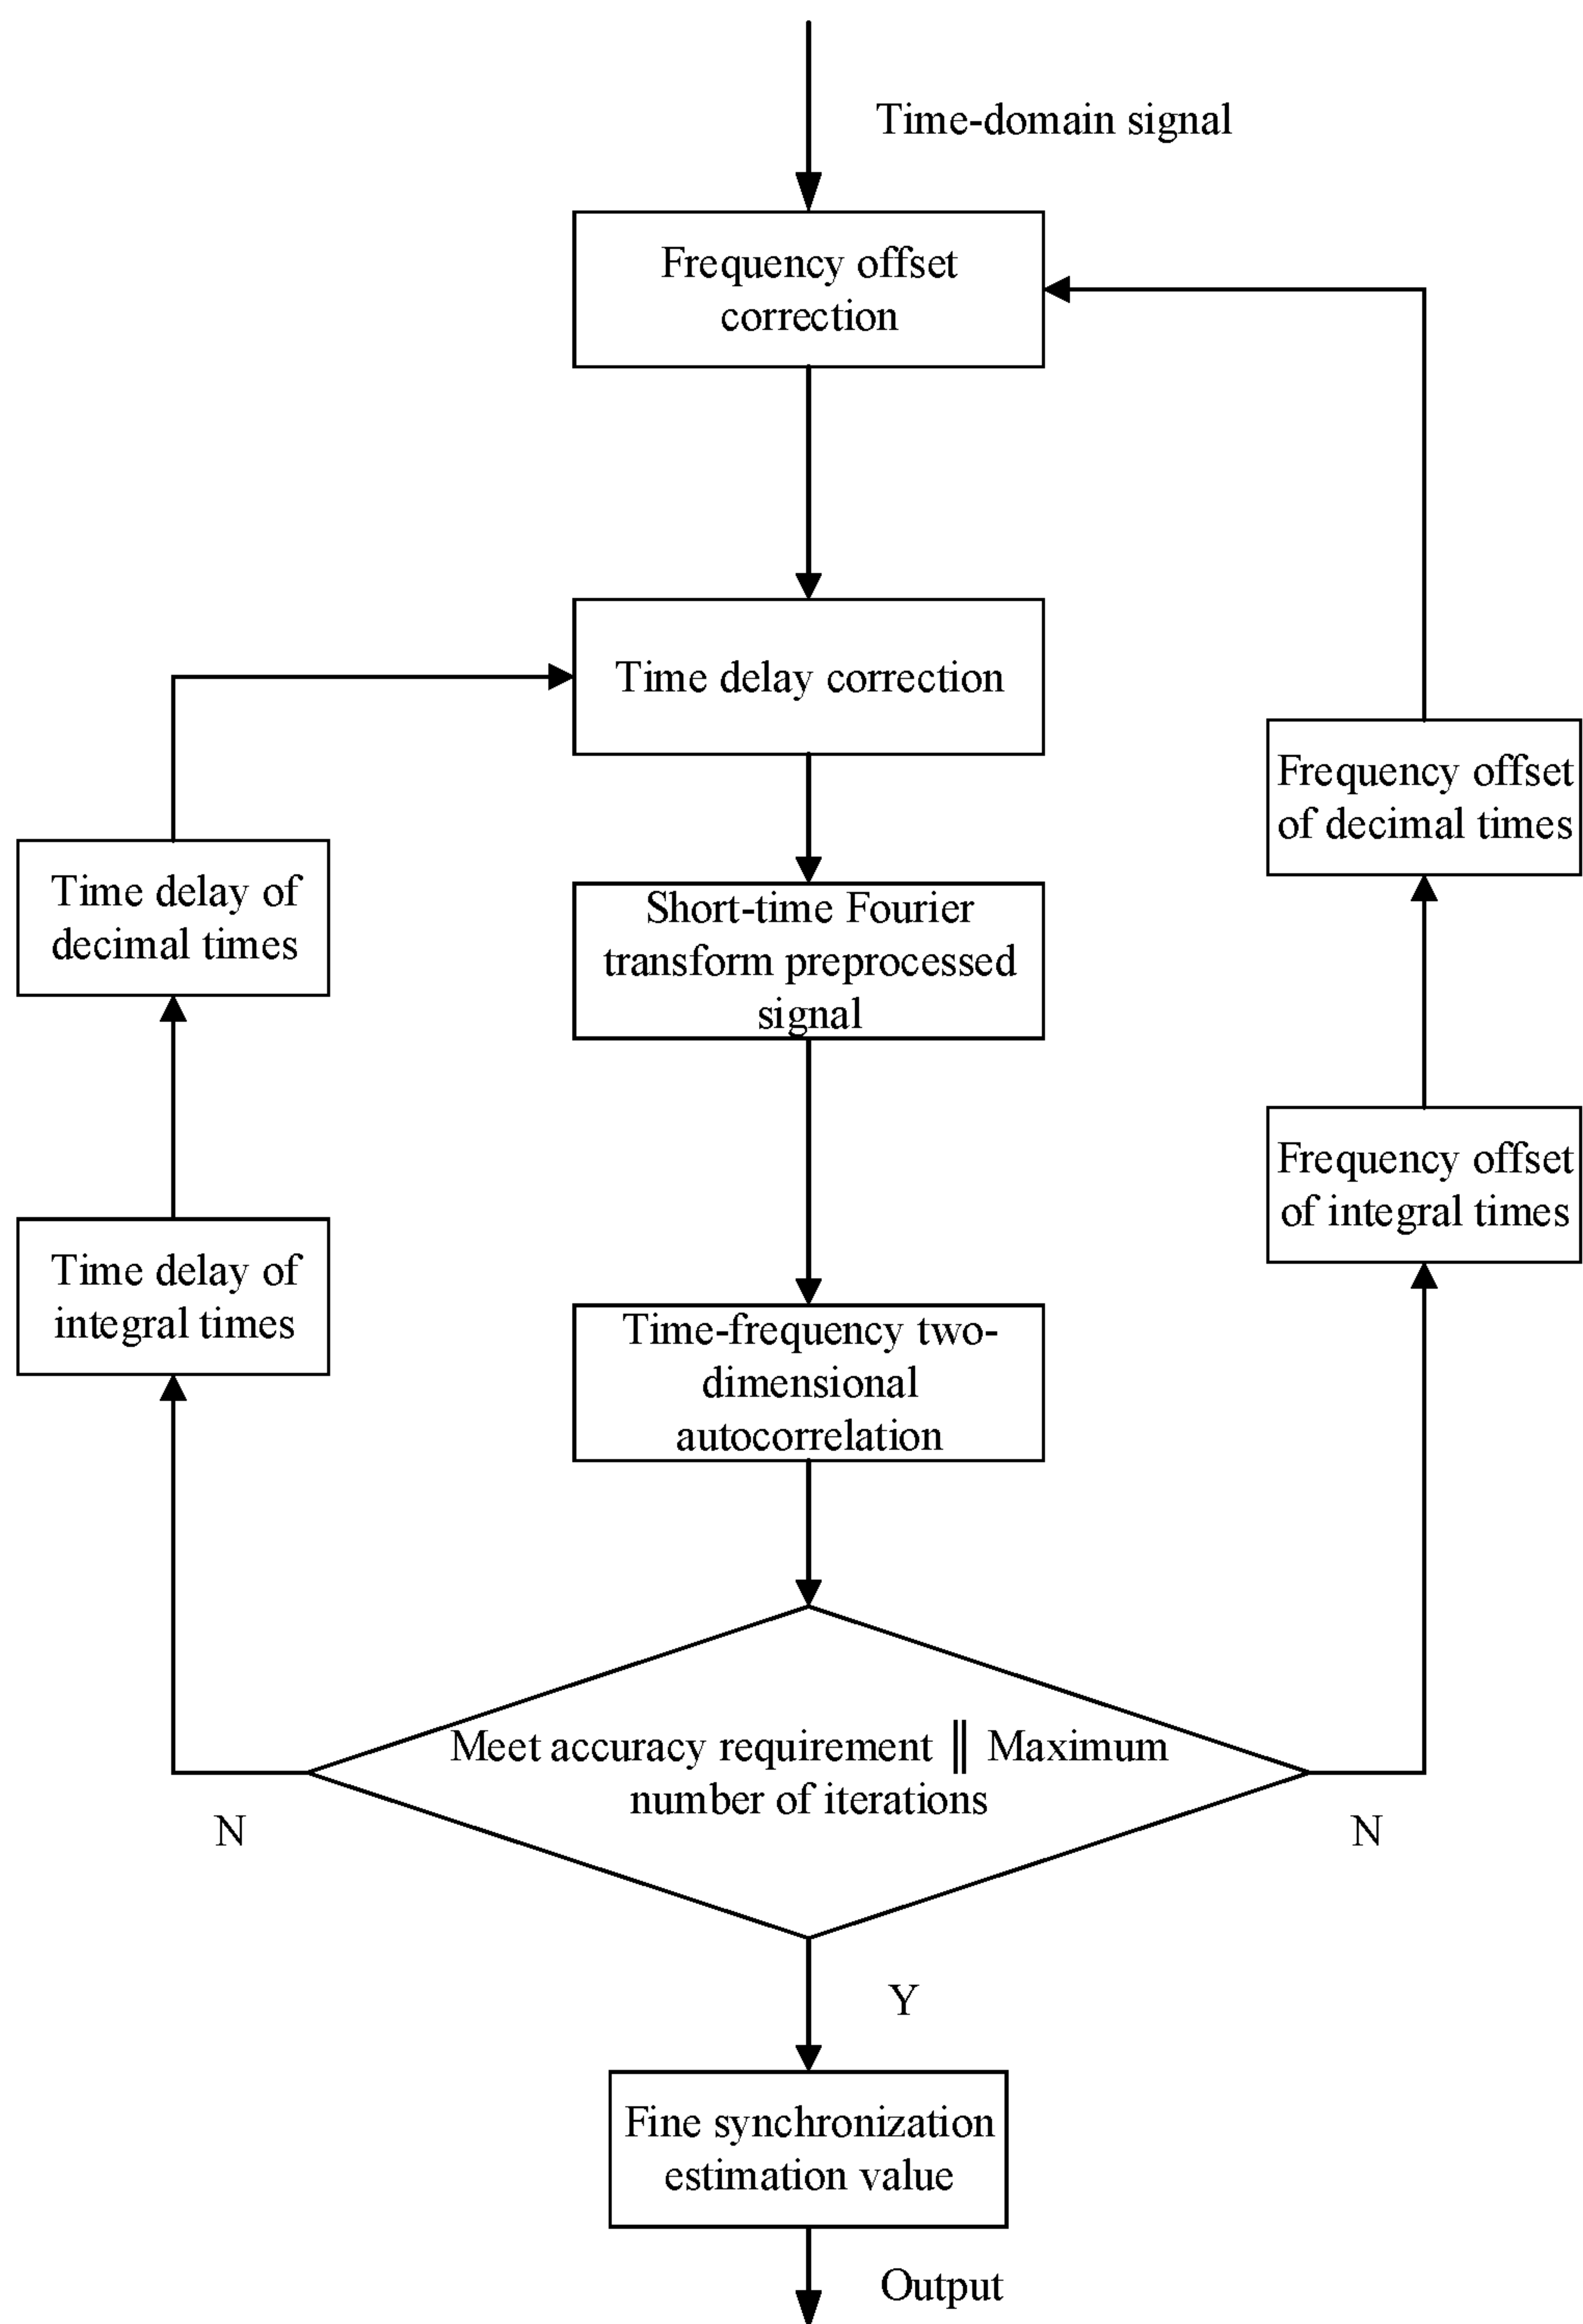 Time-domain signal
Frequency offset
correction
Time delay correction
Frequency offset
of decimal times
Time delay of
decimal times
Short-time Fourier
transform preprocessed
signal
Frequency offset
of integral times
Time delay of
integral times
Time-frequency two-
dimensional
autocorrelation
Meet accuracy requirement ‖ Maximum
number of iterations
N
N
Y
Fine synchronization
estimation value
Output